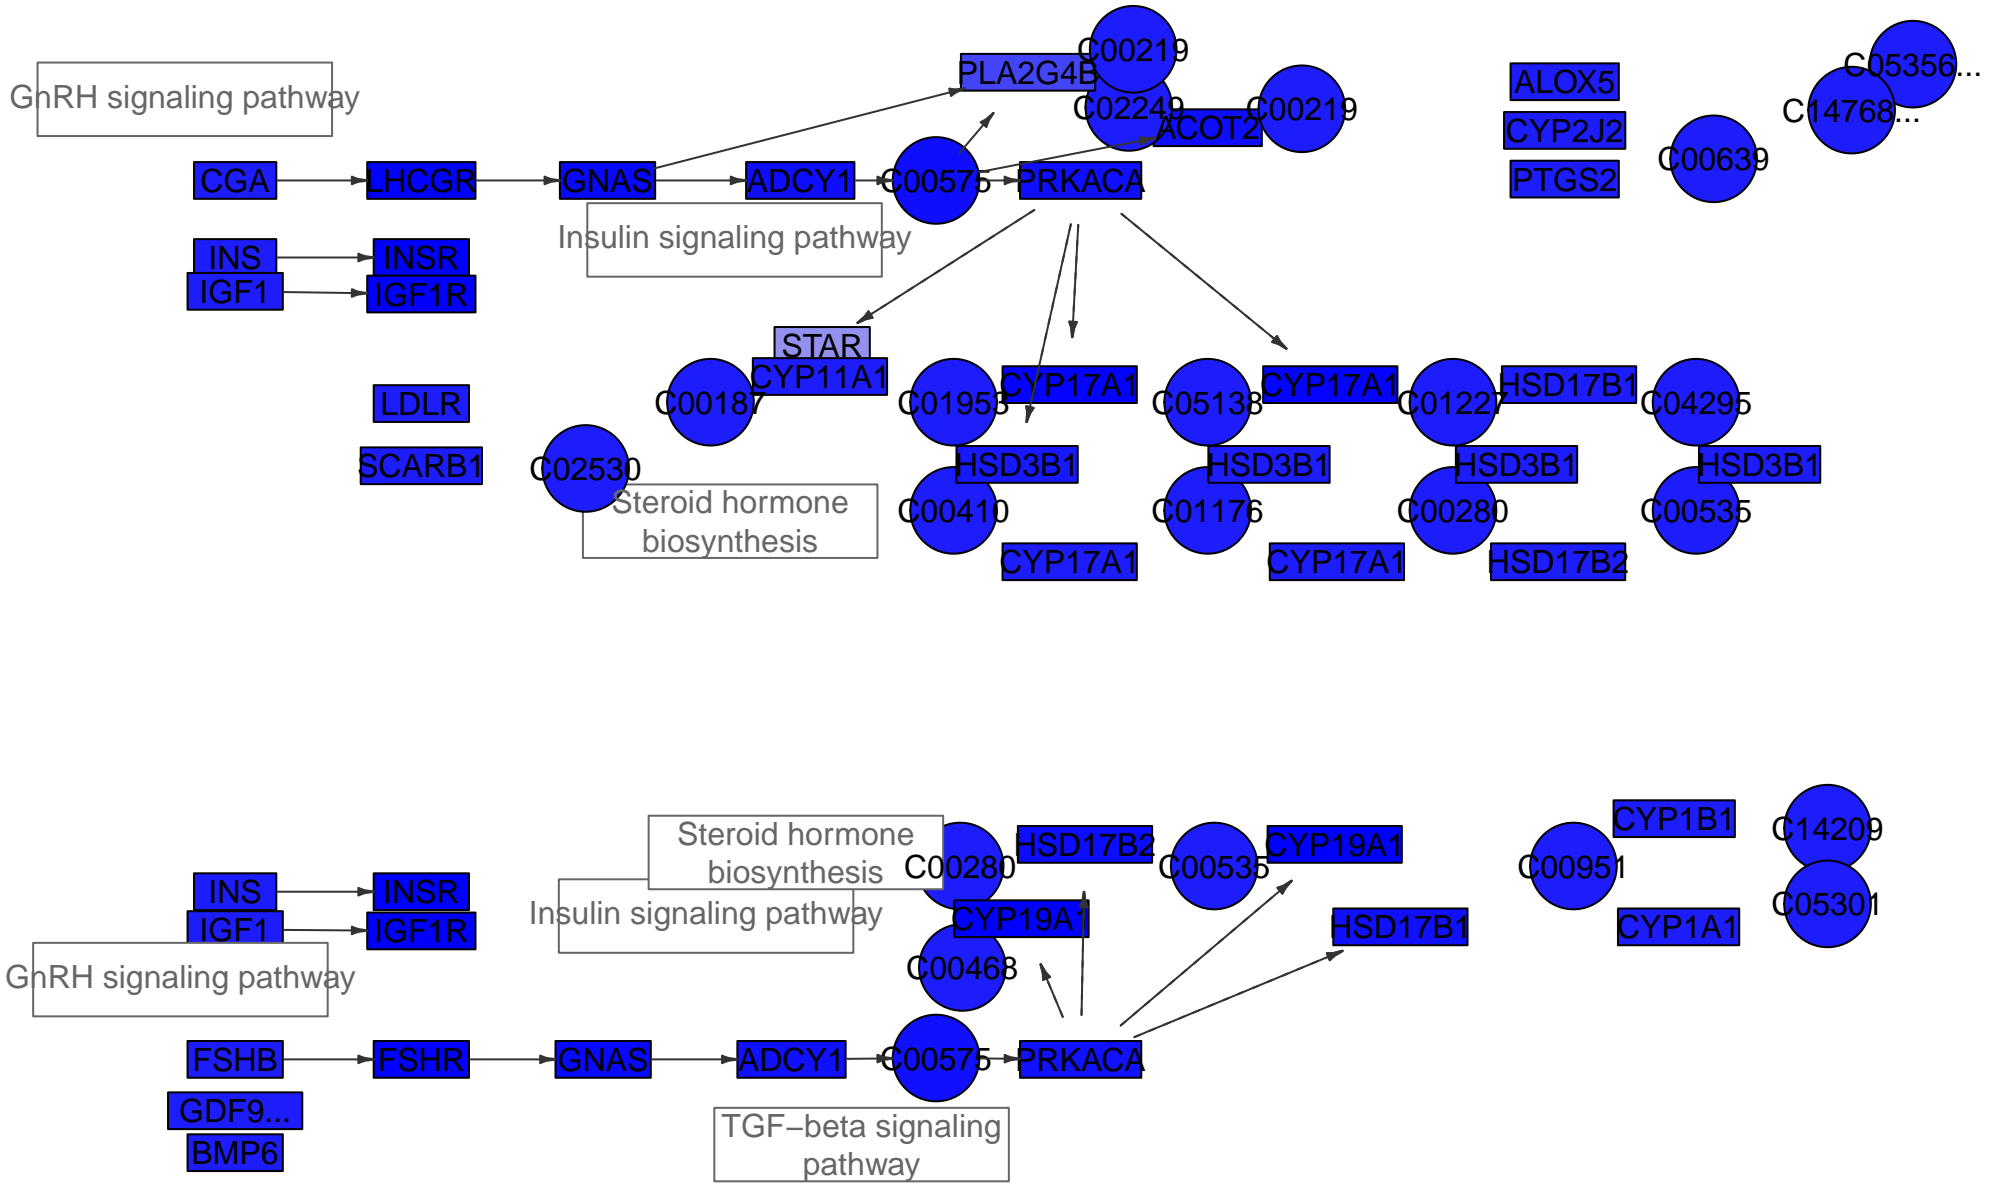 C00219
C05356...
PLA2G4B
ALOX5
GnRH signaling pathway
C02249
C00219
C14768...
ACOT2
CYP2J2
C00639
CGA
LHCGR
GNAS
ADCY1
C00575
PRKACA
PTGS2
Insulin signaling pathway
INS
INSR
IGF1
IGF1R
STAR
CYP11A1
CYP17A1
CYP17A1
HSD17B1
LDLR
C00187
C01953
C05138
C01227
C04295
SCARB1
C02530
HSD3B1
HSD3B1
HSD3B1
HSD3B1
Steroid hormone
biosynthesis
C00410
C01176
C00280
C00535
CYP17A1
CYP17A1
HSD17B2
Steroid hormone
biosynthesis
C00280
HSD17B2
C00535
CYP19A1
C00951
CYP1B1
C14209
INS
INSR
C05301
Insulin signaling pathway
CYP19A1
HSD17B1
CYP1A1
IGF1
IGF1R
GnRH signaling pathway
C00468
FSHB
FSHR
GNAS
ADCY1
C00575
PRKACA
GDF9...
TGF−beta signaling
pathway
BMP6